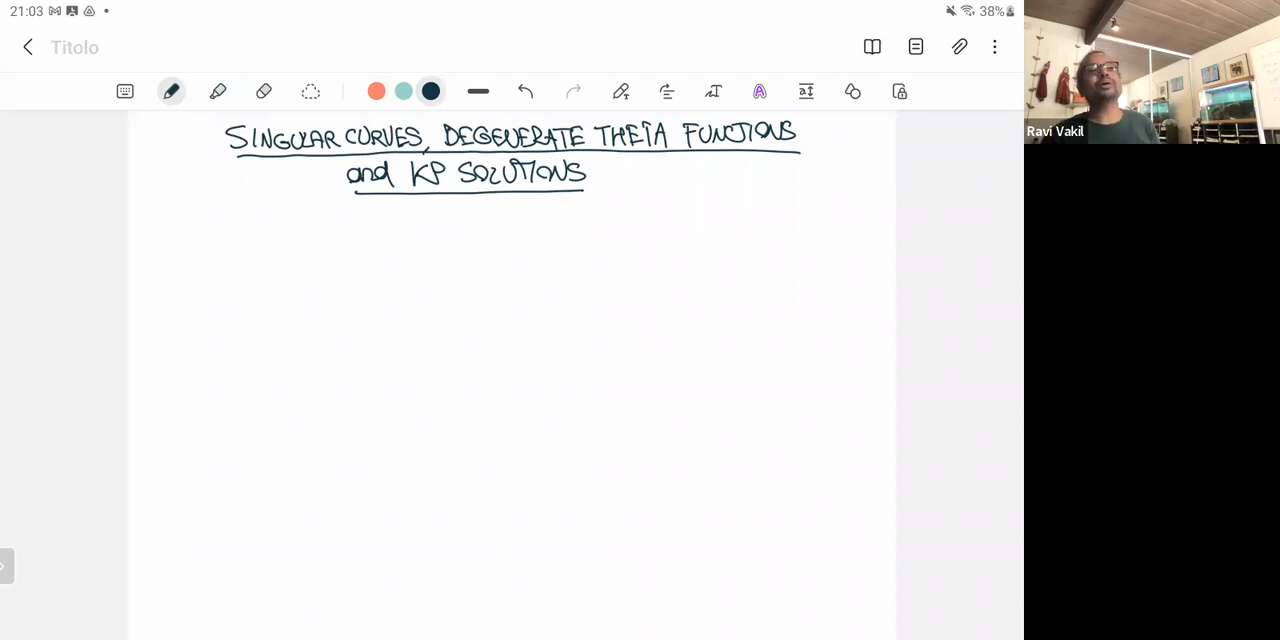 21:03
38%
Titolo
SINGULAR CURVES, DEGENERATE THETA FUNCTIONS
and KP SOLUTIONS
Ravi Vakil